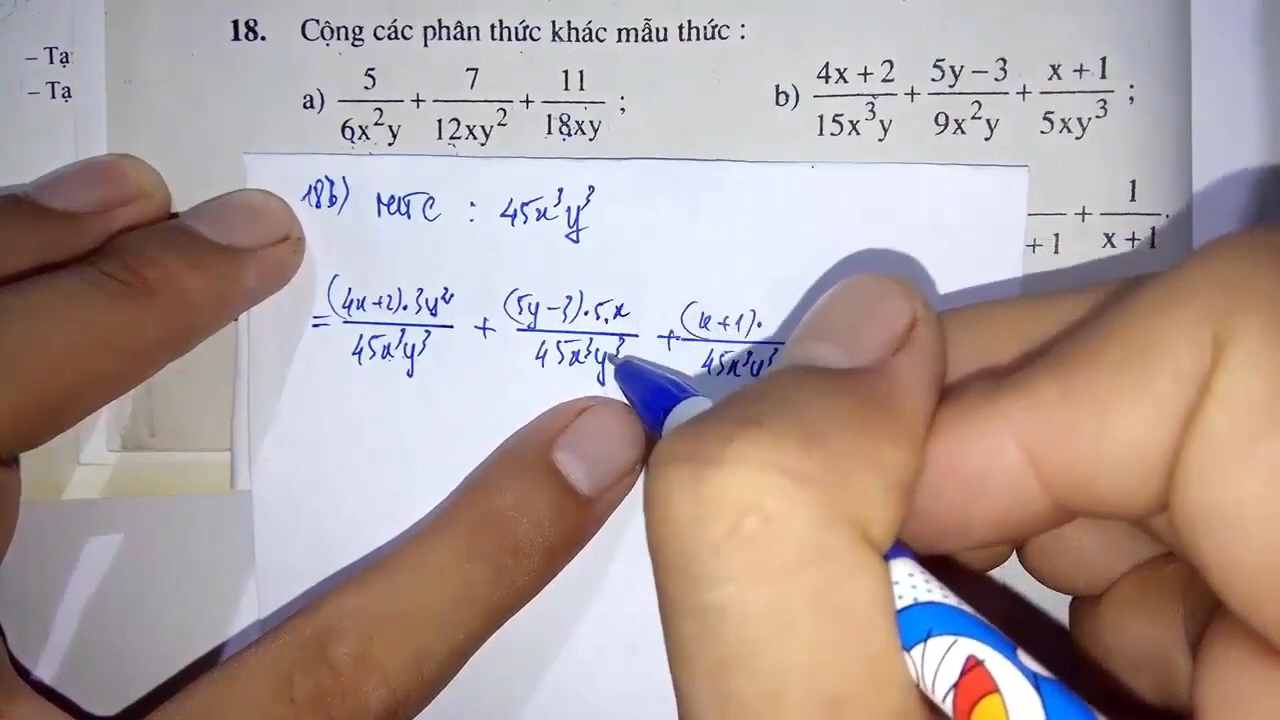 – Tạ
– Tạ
18. Cộng các phân thức khác mẫu thức :
a) 5/(6x²y) + 7/(12xy²) + 11/(18xy) ; b) (4x + 2)/(15x³y) + (5y – 3)/(9x²y) + (x + 1)/(5xy³) ;
/( + 1) + 1/(x + 1).
18b) MTC : 45x³y³
= (4x+2).3y²/45x³y³ + (5y–3).5x/45x³y³ + (x+1)./45x³y³